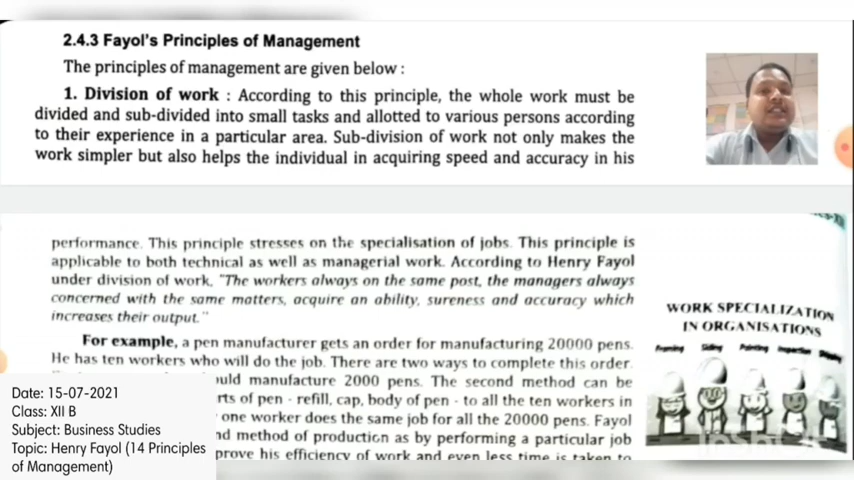 2.4.3 Fayol's Principles of Management
The principles of management are given below :
1. Division of work : According to this principle, the whole work must be
divided and sub-divided into small tasks and allotted to various persons according
to their experience in a particular area. Sub-division of work not only makes the
work simpler but also helps the individual in acquiring speed and accuracy in his
performance. This principle stresses on the specialisation of jobs. This principle is
applicable to both technical as well as managerial work. According to Henry Fayol
under division of work, "The workers always on the same post, the managers always
concerned with the same matters, acquire an ability, sureness and accuracy which
increases their output."
For example, a pen manufacturer gets an order for manufacturing 20000 pens.
He has ten workers who will do the job. There are two ways to complete this order.
uld manufacture 2000 pens. The second method can be
rts of pen - refill, cap, body of pen - to all the ten workers in
one worker does the same job for all the 20000 pens. Fayol
nd method of production as by performing a particular job
prove his efficiency of work and even less time is taken to
WORK SPECIALIZATION
IN ORGANISATIONS
Framing Siding Painting Inspection Shipping
Date: 15-07-2021
Class: XII B
Subject: Business Studies
Topic: Henry Fayol (14 Principles
of Management)